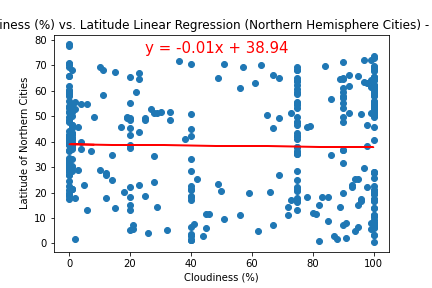 iness (%) vs. Latitude Linear Regression (Northern Hemisphere Cities) -
y = -0.01x + 38.94
80
70
60
50
40
30
20
10
0
Latitude of Northern Cities
0 20 40 60 80 100
Cloudiness (%)